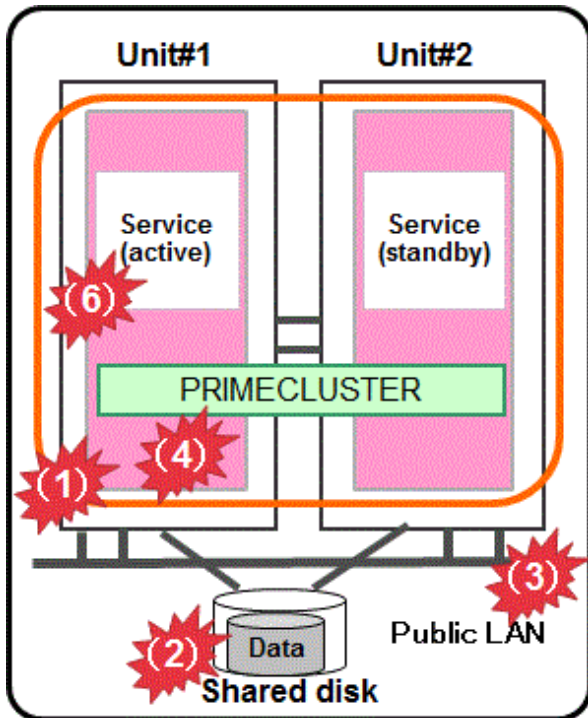 Unit#1
Unit#2
Service
(active)
Service
(standby)
(6)
PRIMECLUSTER
(4)
(1)
(3)
(2)
Data
Public LAN
Shared disk